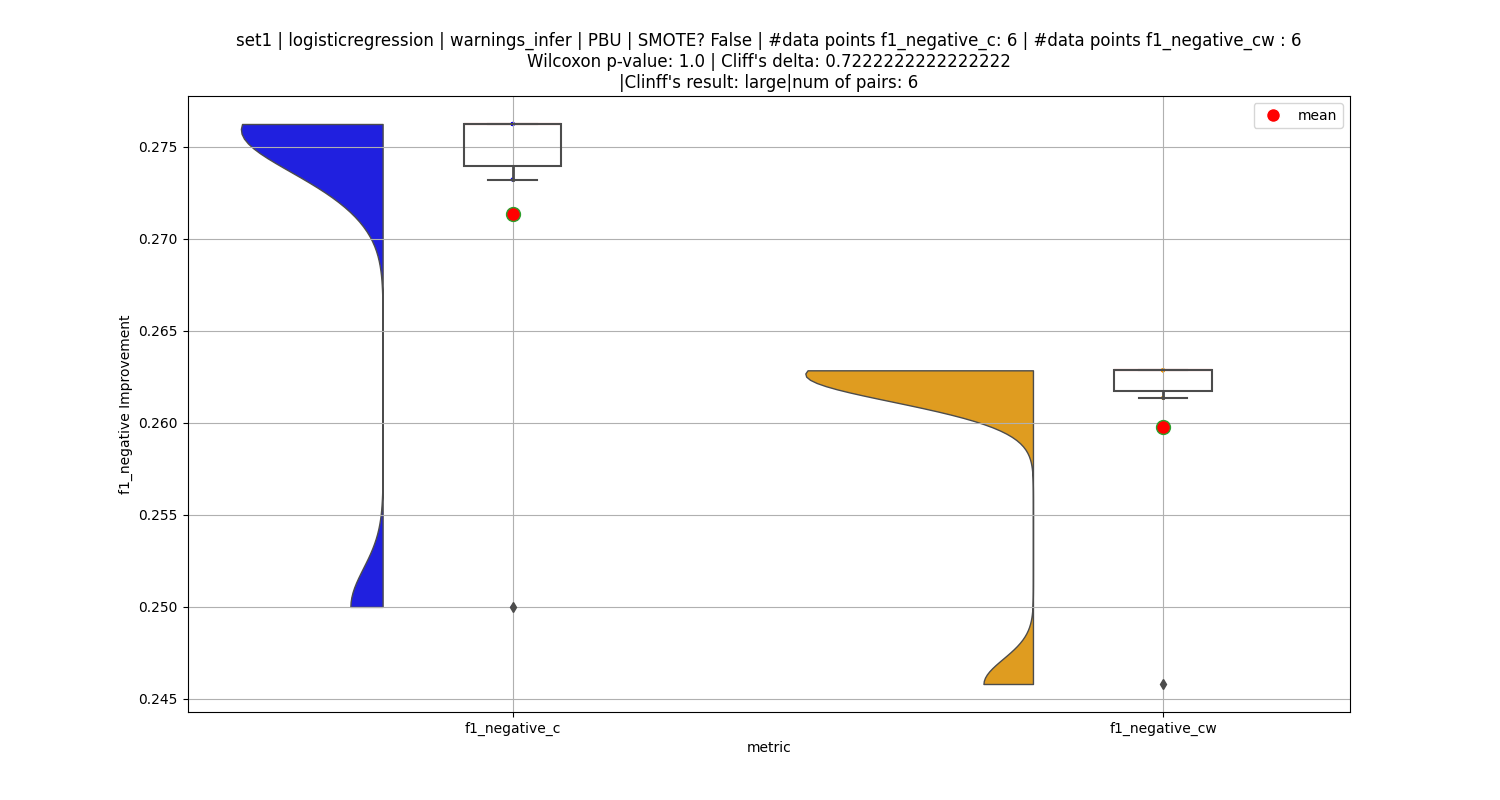 set1 | logisticregression | warnings_infer | PBU | SMOTE? False | #data points f1_negative_c: 6 | #data points f1_negative_cw : 6
Wilcoxon p-value: 1.0 | Cliff's delta: 0.7222222222222222
|Clinff's result: large|num of pairs: 6
mean
0.275
0.270
0.265
0.260
0.255
0.250
0.245
f1_negative Improvement
f1_negative_c
f1_negative_cw
metric